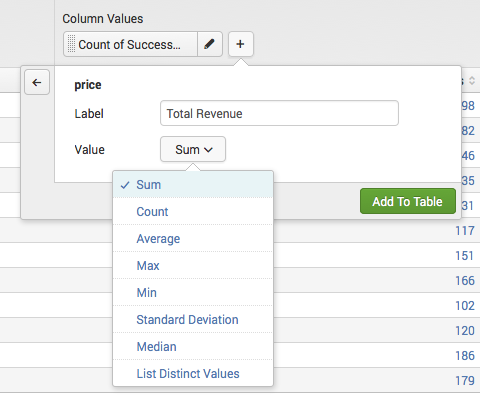 Column Values
Count of Success...
+
price
s
Label Total Revenue
98
82
Value Sum
46
✓ Sum
35
Count
Add To Table
31
Average
117
151
Max
166
Min
102
Standard Deviation
120
Median
186
List Distinct Values
179